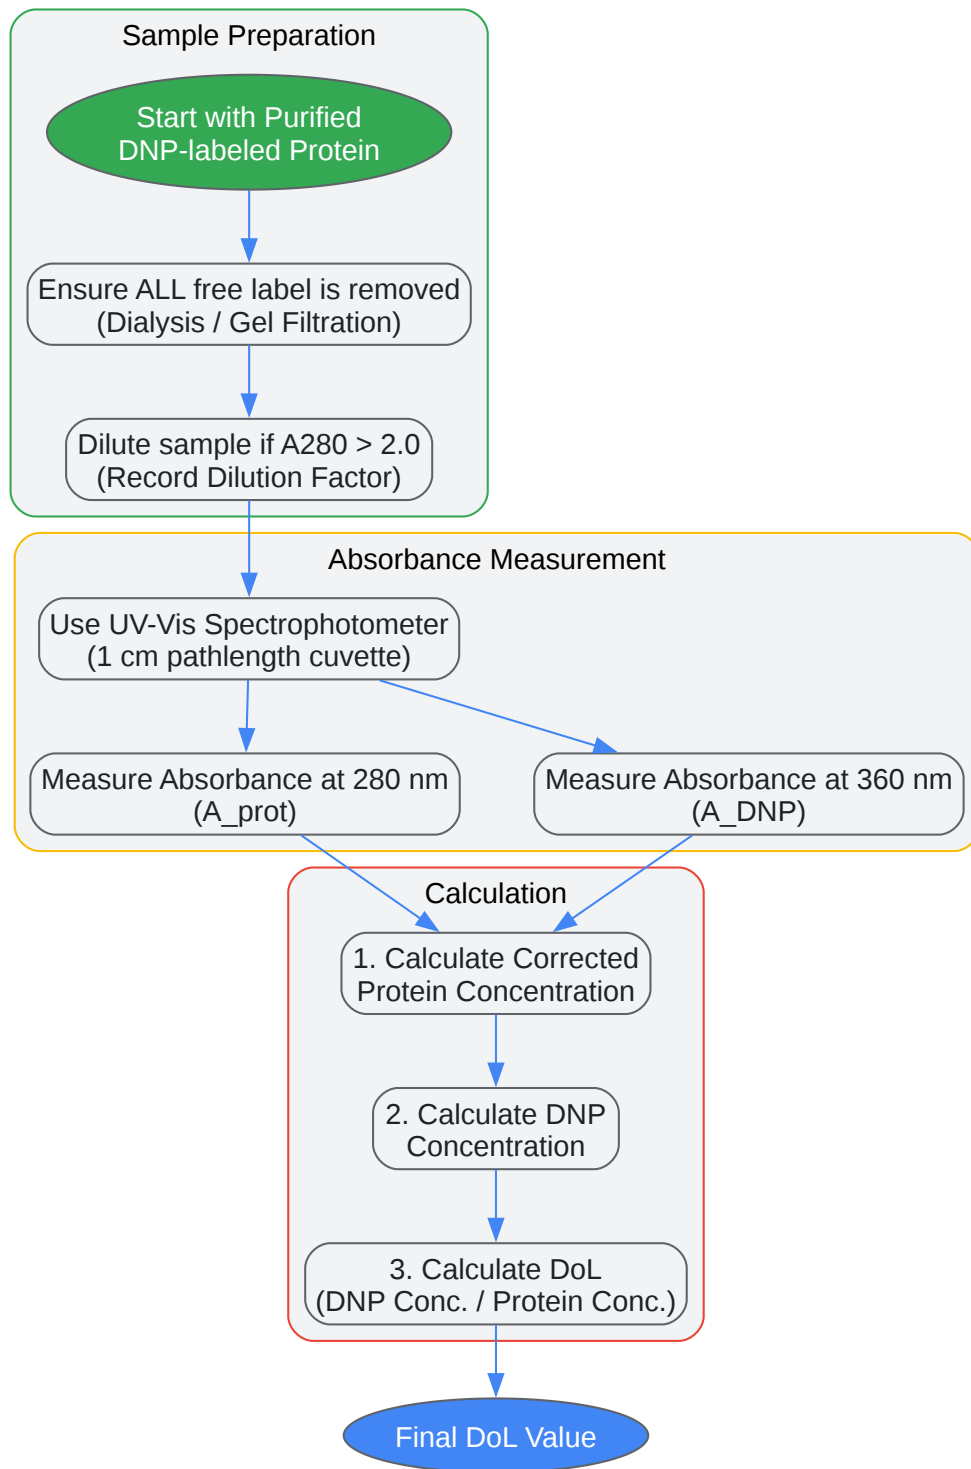 Sample Preparation
Start with Purified
DNP-labeled Protein
Ensure ALL free label is removed
(Dialysis / Gel Filtration)
Dilute sample if A280 > 2.0
(Record Dilution Factor)
Absorbance Measurement
Use UV-Vis Spectrophotometer
(1 cm pathlength cuvette)
Measure Absorbance at 280 nm
(A_prot)
Measure Absorbance at 360 nm
(A_DNP)
Calculation
1. Calculate Corrected
Protein Concentration
2. Calculate DNP
Concentration
3. Calculate DoL
(DNP Conc. / Protein Conc.)
Final DoL Value